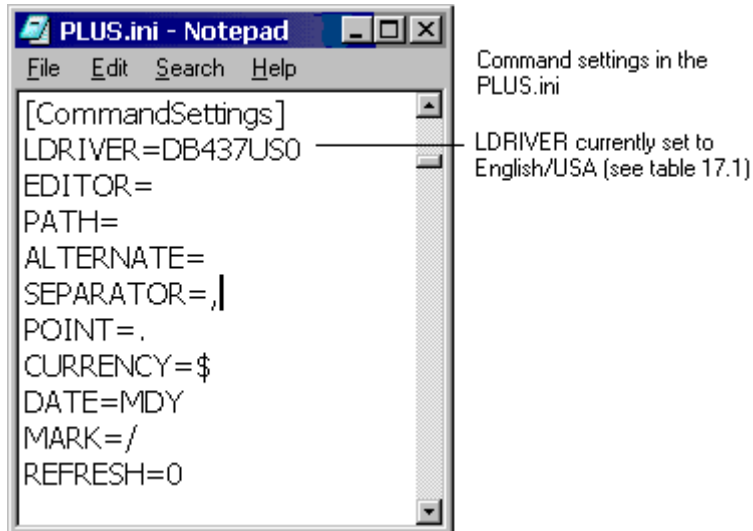 PLUS.ini - Notepad
File Edit Search Help
[CommandSettings]
LDRIVER=DB437US0
EDITOR=
PATH=
ALTERNATE=
SEPARATOR=,
POINT=.
CURRENCY=$
DATE=MDY
MARK=/
REFRESH=0
Command settings in the
PLUS.ini
LDRIVER currently set to
English/USA (see table 17.1)